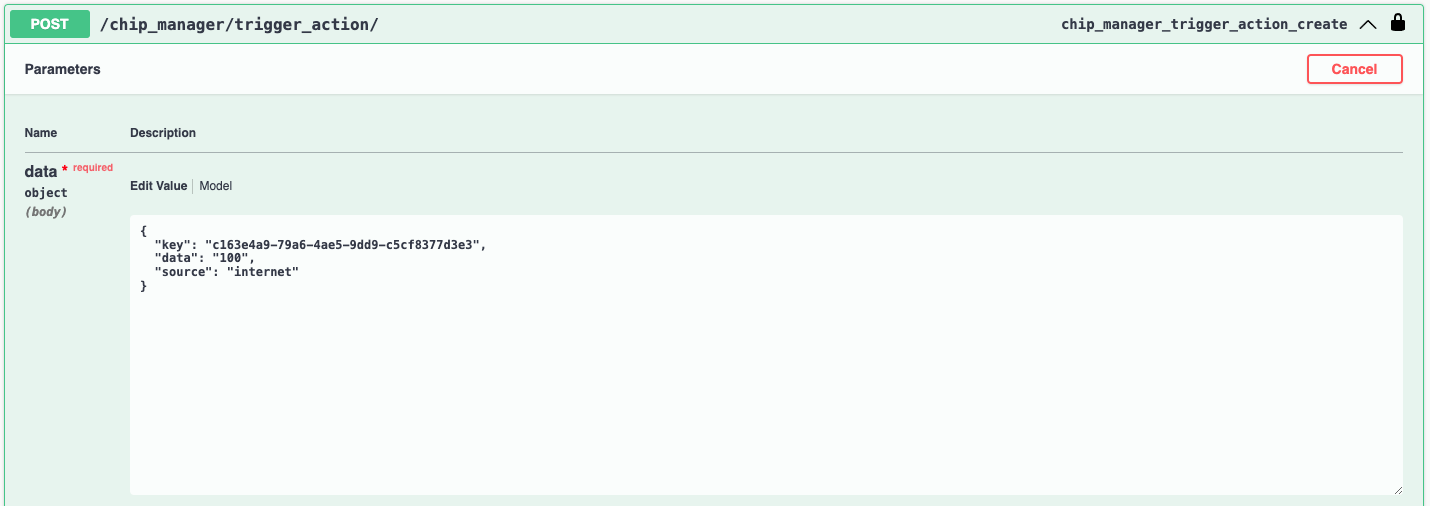 POST /chip_manager/trigger_action/ chip_manager_trigger_action_create
Parameters Cancel
Name Description
data * required
object
(body)
Edit Value Model
{
  "key": "c163e4a9-79a6-4ae5-9dd9-c5cf8377d3e3",
  "data": "100",
  "source": "internet"
}